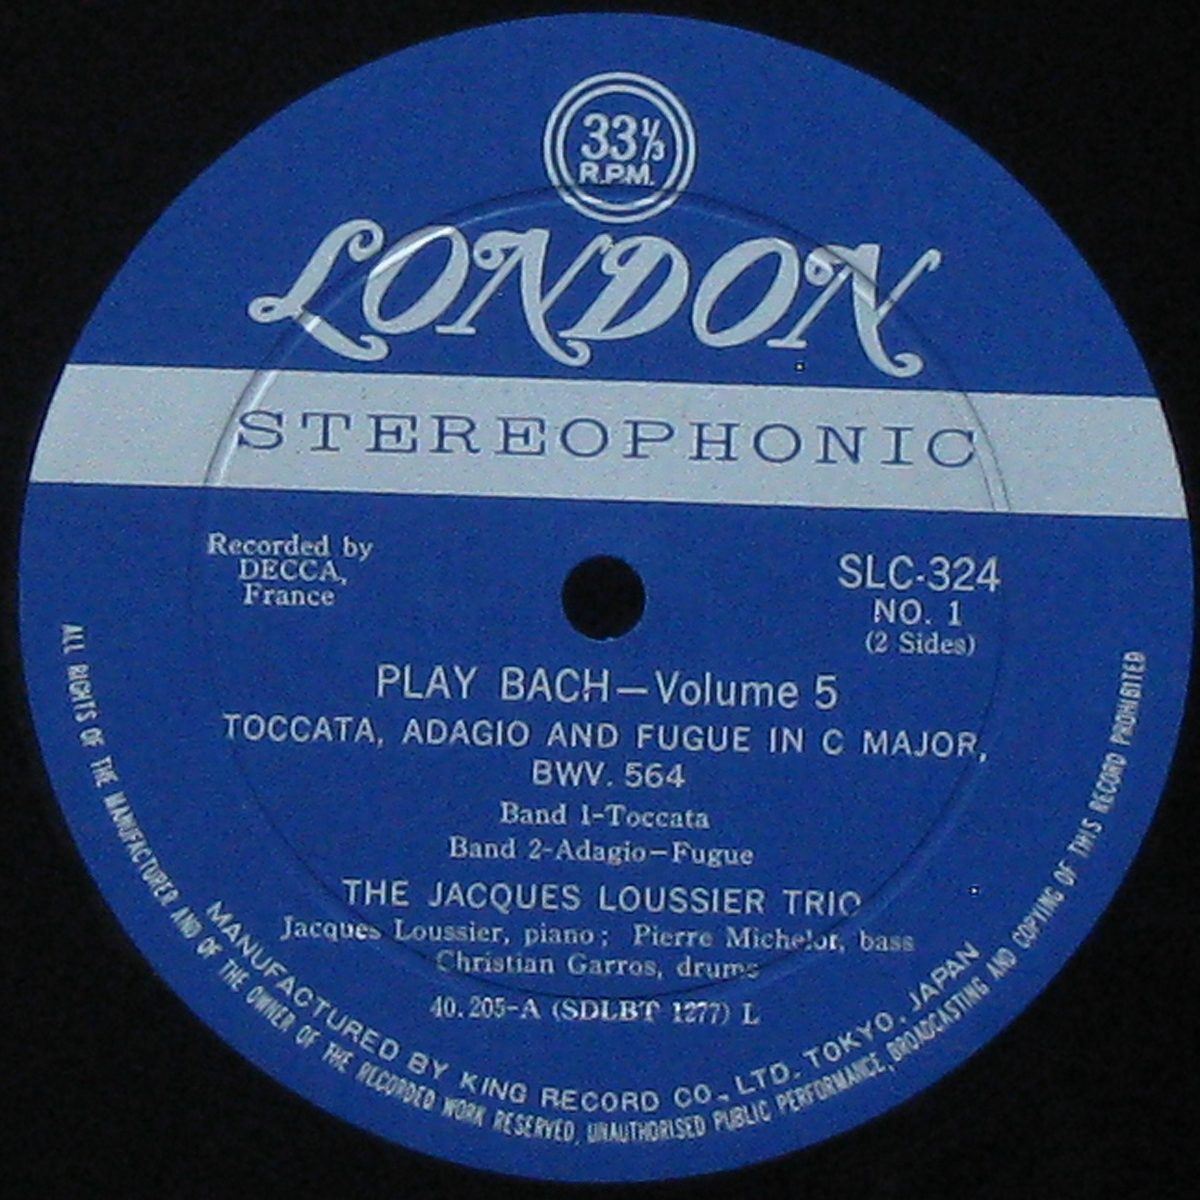 33⅓
R.P.M.
LONDON
STEREOPHONIC
Recorded by
DECCA,
France
SLC-324
NO. 1
(2 Sides)
PLAY BACH—Volume 5
TOCCATA, ADAGIO AND FUGUE IN C MAJOR,
BWV. 564
Band 1-Toccata
Band 2-Adagio—Fugue
THE JACQUES LOUSSIER TRIO
Jacques Loussier, piano; Pierre Michelot, bass
Christian Garros, drums
40.205-A (SDLBT 1277) L
MANUFACTURED BY KING RECORD CO., LTD. TOKYO, JAPAN
ALL RIGHTS OF THE MANUFACTURER AND OF THE OWNER OF THE RECORDED WORK RESERVED, UNAUTHORISED PUBLIC PERFORMANCE, BROADCASTING AND COPYING OF THIS RECORD PROHIBITED